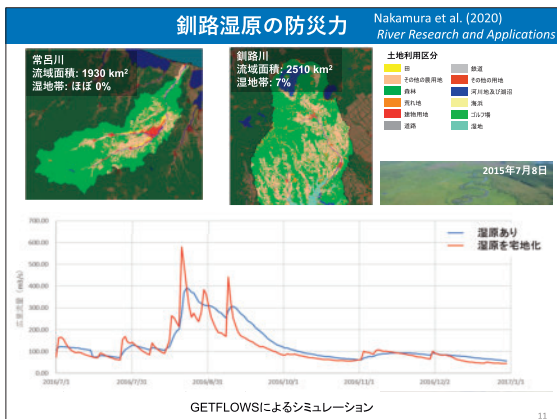 釧路湿原の防災力
Nakamura et al. (2020)
River Research and Applications
常呂川
流域面積: 1930 km²
湿地帯: ほぼ 0%
釧路川
流域面積: 2510 km²
湿地帯: 7%
土地利用区分
田
その他の農用地
森林
荒れ地
建物用地
道路
鉄道
その他の用地
河川地及び湖沼
海浜
ゴルフ場
湿地
2015年7月8日
700.00
600.00
500.00
400.00
300.00
200.00
100.00
湿原あり
湿原を宅地化
2016/7/1
2016/7/31
2016/8/31
2016/10/1
2016/11/1
2016/12/2
2017/1/1
GETFLOWSによるシミュレーション
11